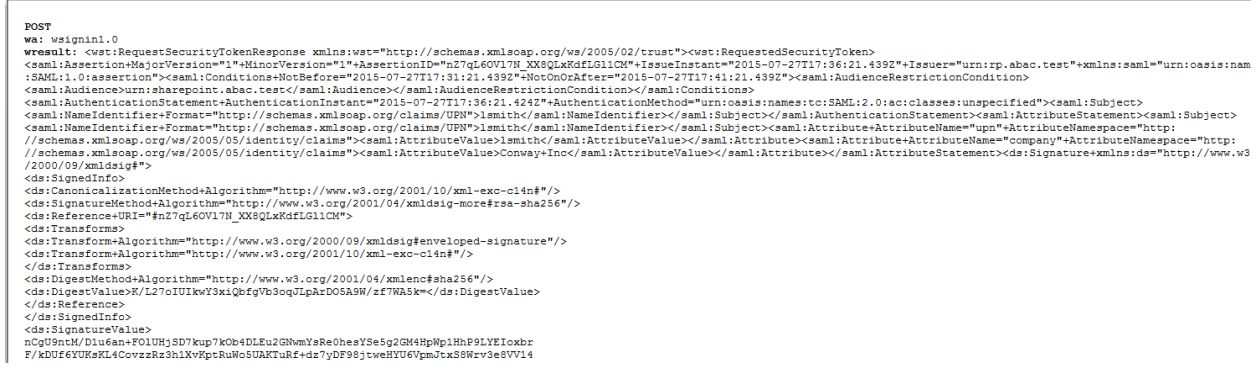 POST
wa: wsignin1.0
wresult: <wst:RequestSecurityTokenResponse xmlns:wst="http://schemas.xmlsoap.org/ws/2005/02/trust"><wst:RequestedSecurityToken>
<saml:Assertion+MajorVersion="1"+MinorVersion="1"+AssertionID="nZ7qL6OVl7N_XX8QLxKdfLGl1CM"+IssueInstant="2015-07-27T17:36:21.439Z"+Issuer="urn:rp.abac.test"+xmlns:saml="urn:oasis:nam
:SAML:1.0:assertion"><saml:Conditions+NotBefore="2015-07-27T17:31:21.439Z"+NotOnOrAfter="2015-07-27T17:41:21.439Z"><saml:AudienceRestrictionCondition>
<saml:Audience>urn:sharepoint.abac.test</saml:Audience></saml:AudienceRestrictionCondition></saml:Conditions>
<saml:AuthenticationStatement+AuthenticationInstant="2015-07-27T17:36:21.424Z"+AuthenticationMethod="urn:oasis:names:tc:SAML:2.0:ac:classes:unspecified"><saml:Subject>
<saml:NameIdentifier+Format="http://schemas.xmlsoap.org/claims/UPN">lsmith</saml:NameIdentifier></saml:Subject></saml:AuthenticationStatement><saml:AttributeStatement><saml:Subject>
<saml:NameIdentifier+Format="http://schemas.xmlsoap.org/claims/UPN">lsmith</saml:NameIdentifier></saml:Subject><saml:Attribute+AttributeName="upn"+AttributeNamespace="http:
//schemas.xmlsoap.org/ws/2005/05/identity/claims"><saml:AttributeValue>lsmith</saml:AttributeValue></saml:Attribute><saml:Attribute+AttributeName="company"+AttributeNamespace="http:
//schemas.xmlsoap.org/ws/2005/05/identity/claims"><saml:AttributeValue>Conway+Inc</saml:AttributeValue></saml:Attribute></saml:AttributeStatement><ds:Signature+xmlns:ds="http://www.w3
/2000/09/xmldsig#">
<ds:SignedInfo>
<ds:CanonicalizationMethod+Algorithm="http://www.w3.org/2001/10/xml-exc-c14n#"/>
<ds:SignatureMethod+Algorithm="http://www.w3.org/2001/04/xmldsig-more#rsa-sha256"/>
<ds:Reference+URI="#nZ7qL6OVl7N_XX8QLxKdfLGl1CM">
<ds:Transforms>
<ds:Transform+Algorithm="http://www.w3.org/2000/09/xmldsig#enveloped-signature"/>
<ds:Transform+Algorithm="http://www.w3.org/2001/10/xml-exc-c14n#"/>
</ds:Transforms>
<ds:DigestMethod+Algorithm="http://www.w3.org/2001/04/xmlenc#sha256"/>
<ds:DigestValue>K/L27oIUIkwY3xiQbfgVb3oqJLpArDO5A9W/zf7WA5k=</ds:DigestValue>
</ds:Reference>
</ds:SignedInfo>
<ds:SignatureValue>
nCgU9ntM/D1u6an+FOlUHjSD7kup7kOb4DLEu2GNwmYsRe0hesYSe5g2GM4HpWp1HhP9LYEIoxbr
F/kDUf6YUKsKL4CovzzRz3h1XvKptRuWo5UAKTuRf+dz7yDF98jtweHYU6VpmJtxS8Wrv3e8VV14